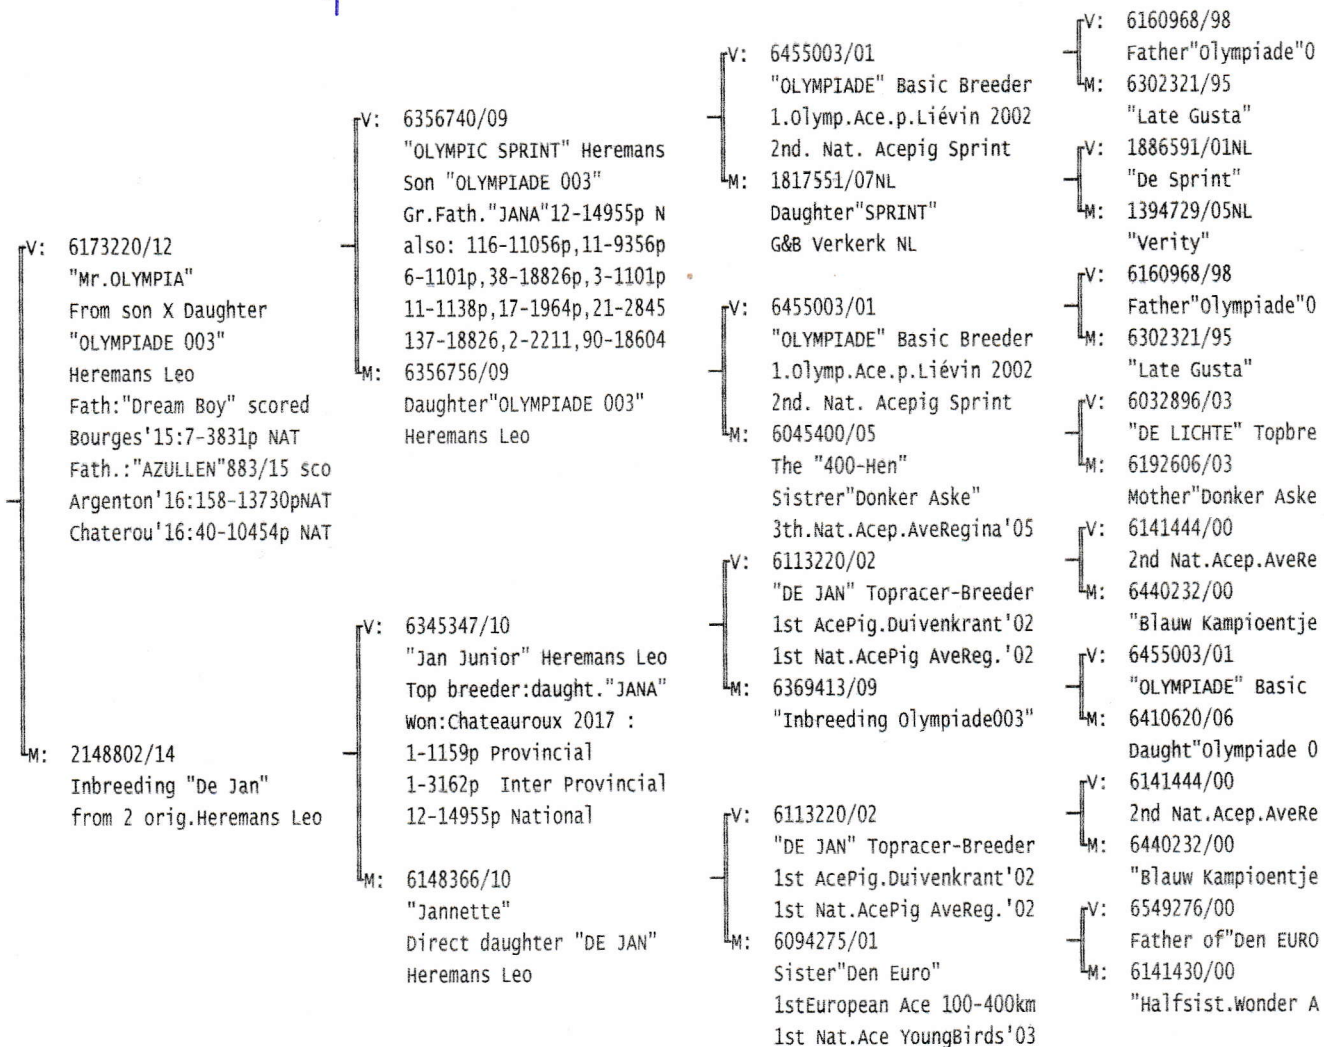 V: 6173220/12
"Mr.OLYMPIA"
From son X Daughter
"OLYMPIADE 003"
Heremans Leo
Fath:"Dream Boy" scored
Bourges'15:7-3831p NAT
Fath.:"AZULLEN"883/15 sco
Argenton'16:158-13730pNAT
Chaterou'16:40-10454p NAT
M: 2148802/14
Inbreeding "De Jan"
from 2 orig.Heremans Leo
V: 6356740/09
"OLYMPIC SPRINT" Heremans
Son "OLYMPIADE 003"
Gr.Fath."JANA"12-14955p N
also: 116-11056p,11-9356p
6-1101p,38-18826p,3-1101p
11-1138p,17-1964p,21-2845
137-18826,2-2211,90-18604
M: 6356756/09
Daughter"OLYMPIADE 003"
Heremans Leo
V: 6345347/10
"Jan Junior" Heremans Leo
Top breeder:daught."JANA"
Won:Chateauroux 2017 :
1-1159p Provincial
1-3162p Inter Provincial
12-14955p National
M: 6148366/10
"Jannette"
Direct daughter "DE JAN"
Heremans Leo
V: 6455003/01
"OLYMPIADE" Basic Breeder
1.Olymp.Ace.p.Liévin 2002
2nd. Nat. Acepig Sprint
M: 1817551/07NL
Daughter"SPRINT"
G&B Verkerk NL
V: 6455003/01
"OLYMPIADE" Basic Breeder
1.Olymp.Ace.p.Liévin 2002
2nd. Nat. Acepig Sprint
M: 6045400/05
The "400-Hen"
Sistrer"Donker Aske"
3th.Nat.Acep.AveRegina'05
V: 6113220/02
"DE JAN" Topracer-Breeder
1st AcePig.Duivenkrant'02
1st Nat.AcePig AveReg.'02
M: 6369413/09
"Inbreeding Olympiade003"
V: 6113220/02
"DE JAN" Topracer-Breeder
1st AcePig.Duivenkrant'02
1st Nat.AcePig AveReg.'02
M: 6094275/01
Sister"Den Euro"
1stEuropean Ace 100-400km
1st Nat.Ace YoungBirds'03
V: 6160968/98
Father"Olympiade"0
M: 6302321/95
"Late Gusta"
V: 1886591/01NL
"De Sprint"
M: 1394729/05NL
"Verity"
V: 6160968/98
Father"Olympiade"0
M: 6302321/95
"Late Gusta"
V: 6032896/03
"DE LICHTE" Topbre
M: 6192606/03
Mother"Donker Aske
V: 6141444/00
2nd Nat.Acep.AveRe
M: 6440232/00
"Blauw Kampioentje
V: 6455003/01
"OLYMPIADE" Basic
M: 6410620/06
Daught"Olympiade 0
V: 6141444/00
2nd Nat.Acep.AveRe
M: 6440232/00
"Blauw Kampioentje
V: 6549276/00
Father of"Den EURO
M: 6141430/00
"Halfsist.Wonder A